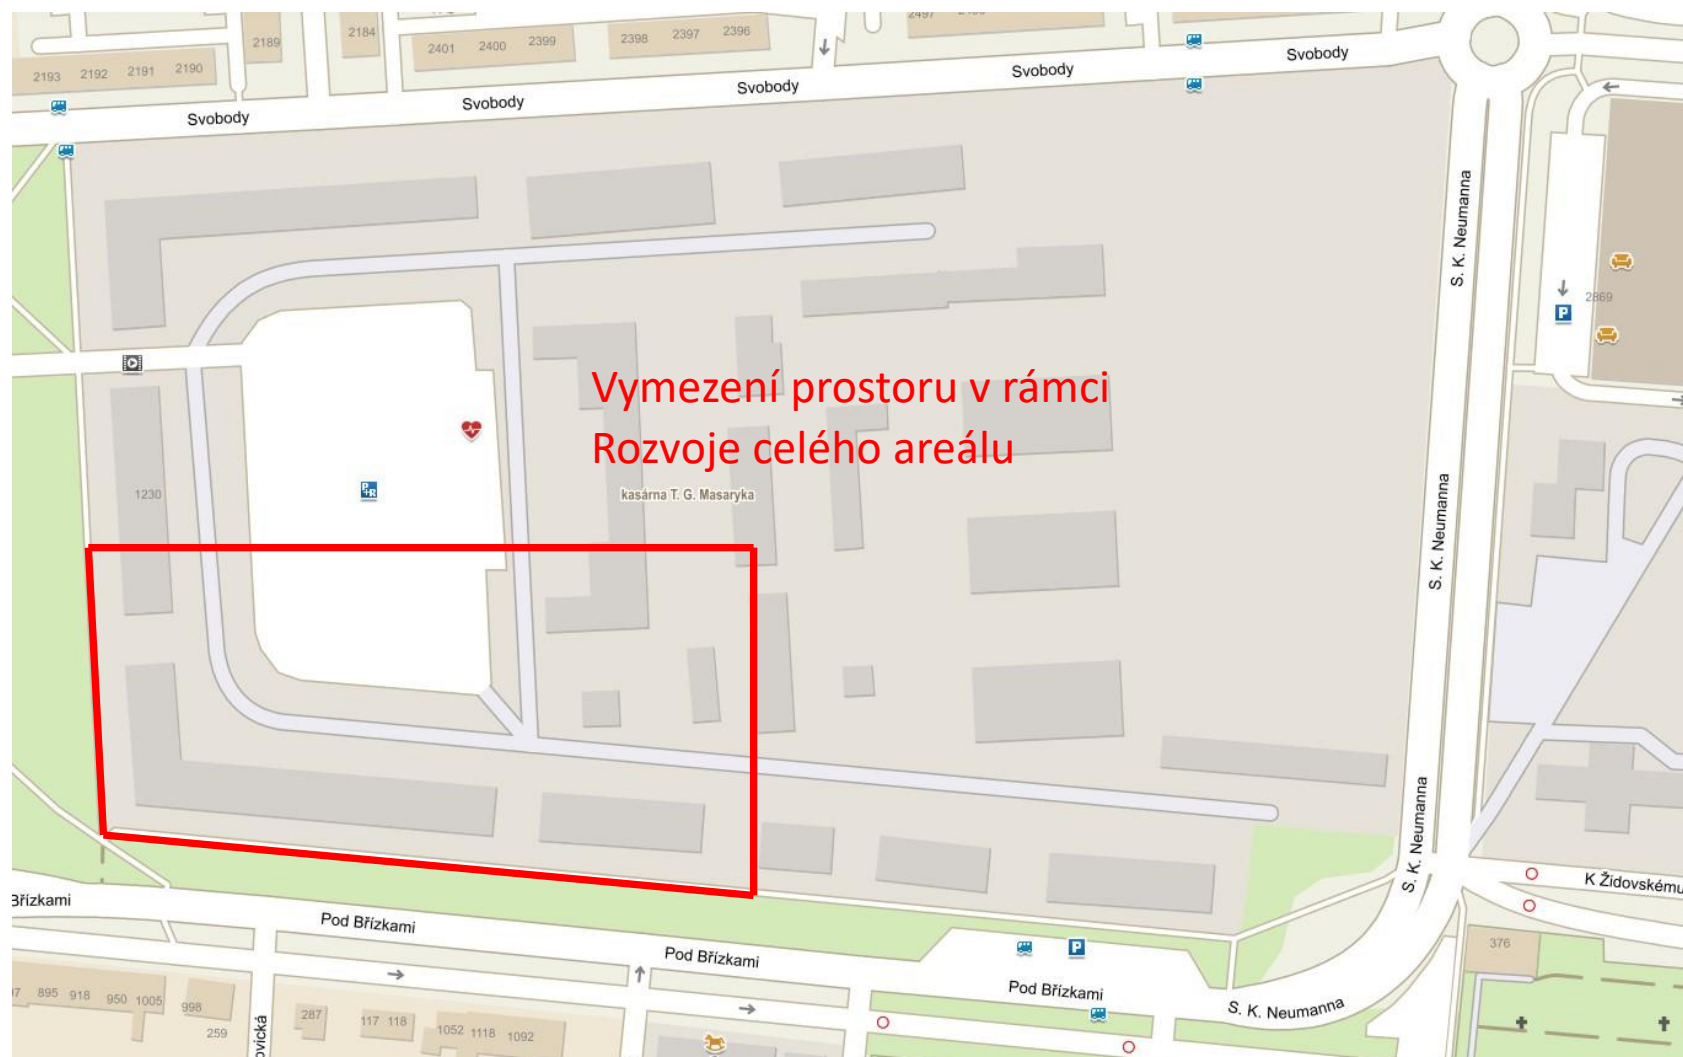 2497
2189
2184
2401 2400 2399
2398 2397 2396
2193 2192 2191 2190
Svobody
Svobody
Svobody
Svobody
Svobody
S. K. Neumanna
2869
P
Vymezení prostoru v rámci
Rozvoje celého areálu
1230
P+R
kasárna T. G. Masaryka
S. K. Neumanna
S. K. Neumanna
K Židovskému
Břízkami
Pod Břízkami
Pod Břízkami
P
Pod Břízkami
S. K. Neumanna
376
895 918 950 1005
998
259
287
117 118
1052 1118 1092
ovická